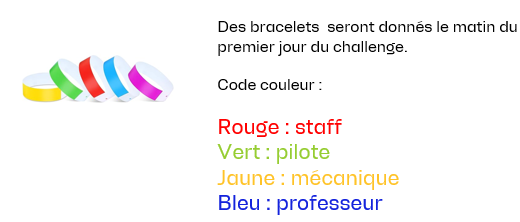 Des bracelets seront donnés le matin du
premier jour du challenge.
Code couleur :
Rouge : staff
Vert : pilote
Jaune : mécanique
Bleu : professeur